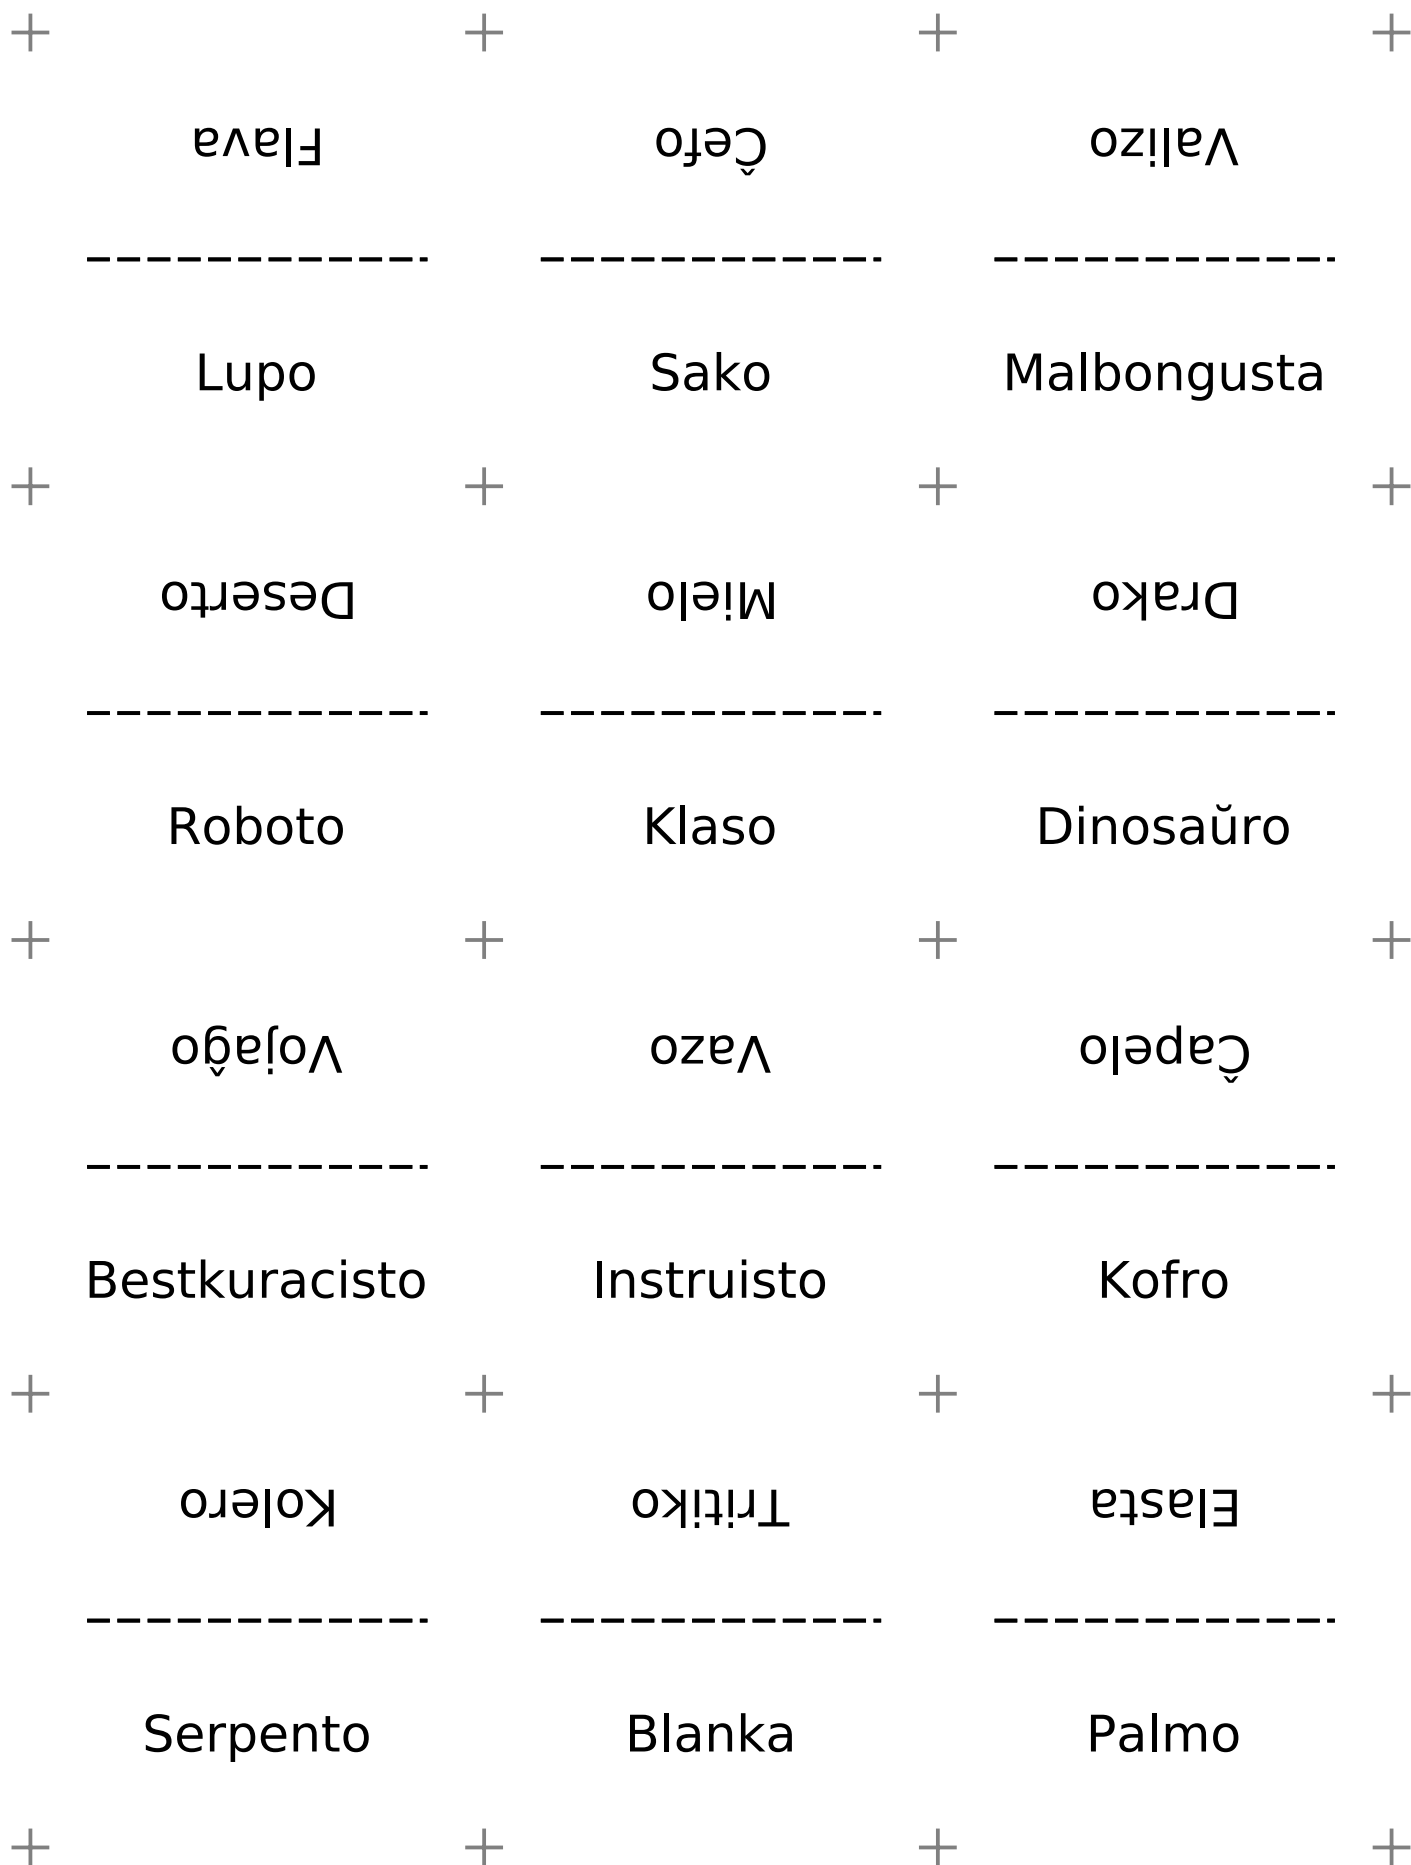 Flava
Ĉefo
Valizo
Lupo
Sako
Malbongusta
Deserto
Mielo
Drako
Roboto
Klaso
Dinosaŭro
Vojaĝo
Vazo
Ĉapelo
Bestkuracisto
Instruisto
Kofro
Kolero
Tritiko
Elasta
Serpento
Blanka
Palmo